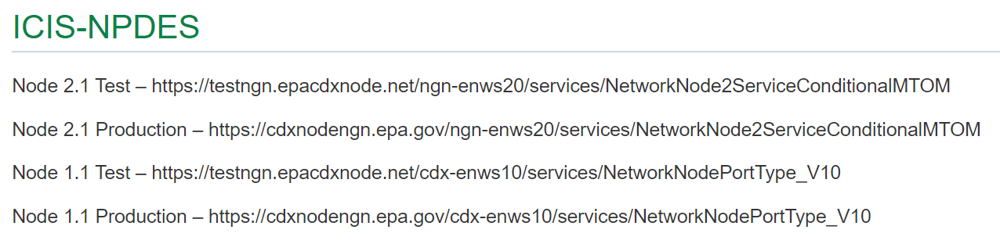 ICIS-NPDES
Node 2.1 Test – https://testngn.epacdxnode.net/ngn-enws20/services/NetworkNode2ServiceConditionalMTOM
Node 2.1 Production – https://cdxnodengn.epa.gov/ngn-enws20/services/NetworkNode2ServiceConditionalMTOM
Node 1.1 Test – https://testngn.epacdxnode.net/cdx-enws10/services/NetworkNodePortType_V10
Node 1.1 Production – https://cdxnodengn.epa.gov/cdx-enws10/services/NetworkNodePortType_V10